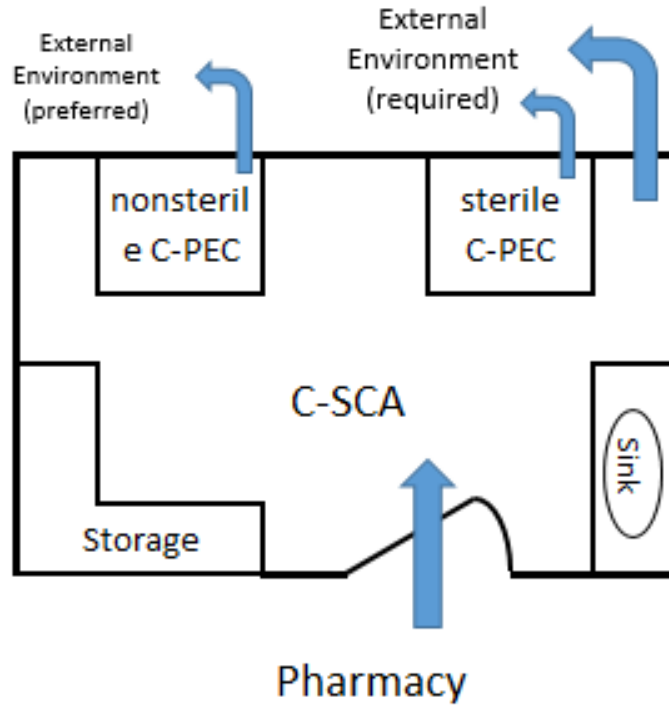 External
Environment
(preferred)
External
Environment
(required)
nonsteril
e C-PEC
sterile
C-PEC
C-SCA
Sink
Storage
Pharmacy